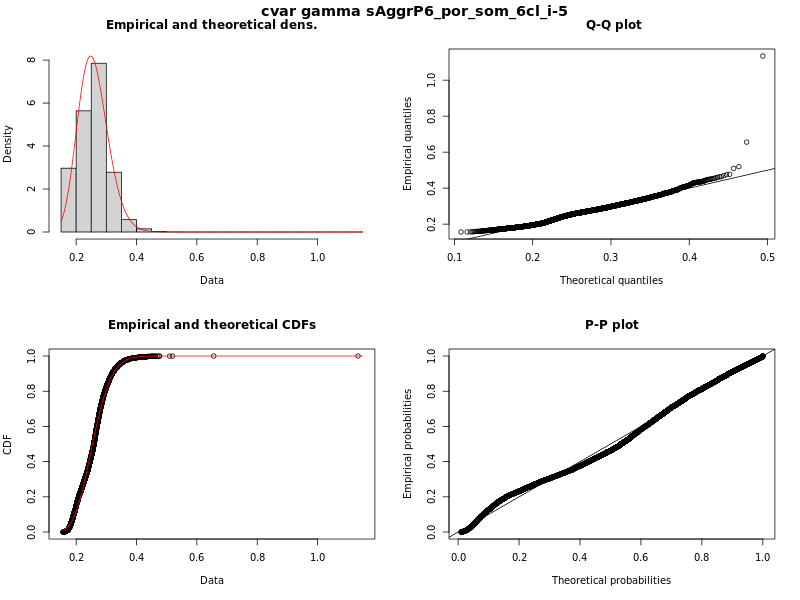 cvar gamma sAggrP6_por_som_6cl_i-5
Empirical and theoretical dens.
Density
0 2 4 6 8
0.2 0.4 0.6 0.8 1.0
Data
Q-Q plot
Empirical quantiles
0.2 0.4 0.6 0.8 1.0
0.1 0.2 0.3 0.4 0.5
Theoretical quantiles
Empirical and theoretical CDFs
CDF
0.0 0.2 0.4 0.6 0.8 1.0
0.2 0.4 0.6 0.8 1.0
Data
P-P plot
Empirical probabilities
0.0 0.2 0.4 0.6 0.8 1.0
0.0 0.2 0.4 0.6 0.8 1.0
Theoretical probabilities